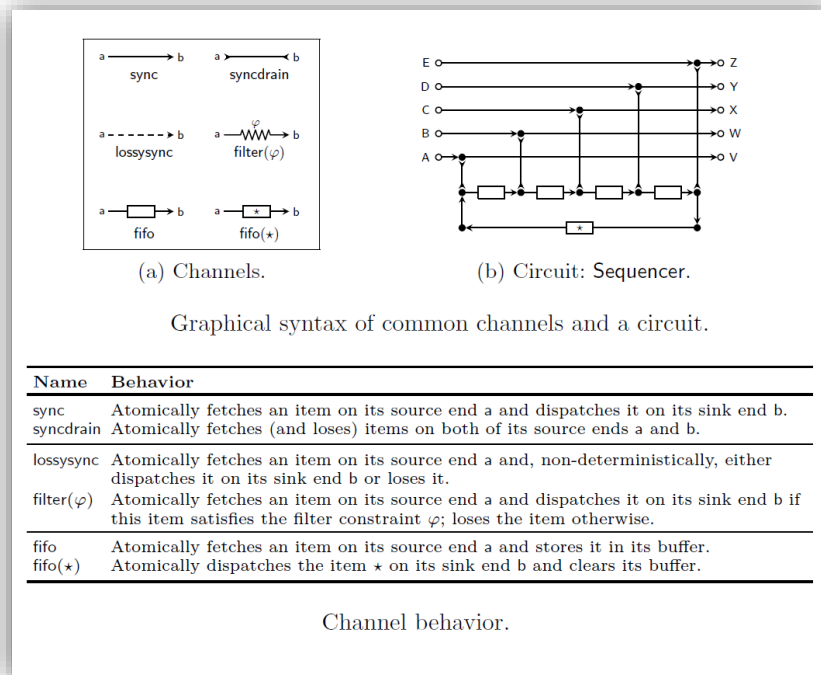 a b
sync
a b
syncdrain
a b
lossysync
φ
a b
filter(φ)
a b
fifo
a ⋆ b
fifo(⋆)
(a) Channels.
E Z
D Y
C X
B W
A V
⋆
(b) Circuit: Sequencer.
Graphical syntax of common channels and a circuit.
Name Behavior
sync Atomically fetches an item on its source end a and dispatches it on its sink end b.
syncdrain Atomically fetches (and loses) items on both of its source ends a and b.
lossysync Atomically fetches an item on its source end a and, non-deterministically, either
dispatches it on its sink end b or loses it.
filter(φ) Atomically fetches an item on its source end a and dispatches it on its sink end b if
this item satisfies the filter constraint φ; loses the item otherwise.
fifo Atomically fetches an item on its source end a and stores it in its buffer.
fifo(⋆) Atomically dispatches the item ⋆ on its sink end b and clears its buffer.
Channel behavior.